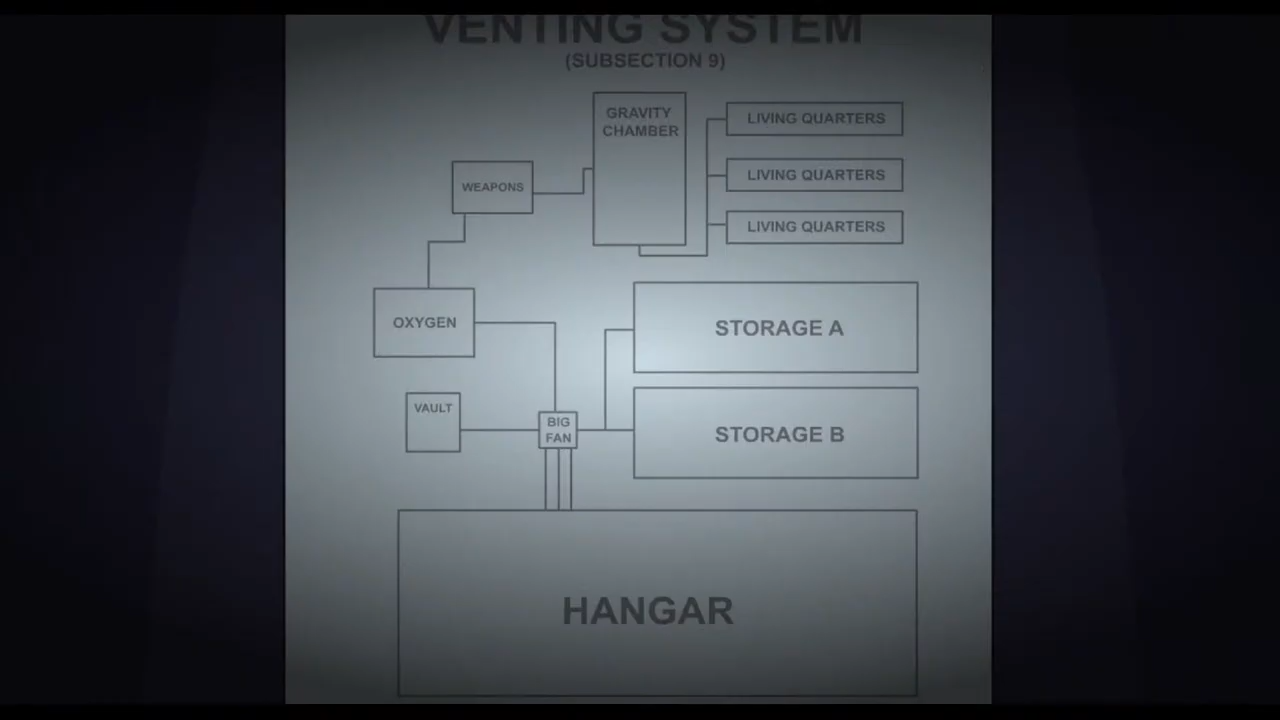 VENTING SYSTEM
(SUBSECTION 9)
GRAVITY
CHAMBER
LIVING QUARTERS
WEAPONS
LIVING QUARTERS
LIVING QUARTERS
OXYGEN
STORAGE A
VAULT
BIG
FAN
STORAGE B
HANGAR